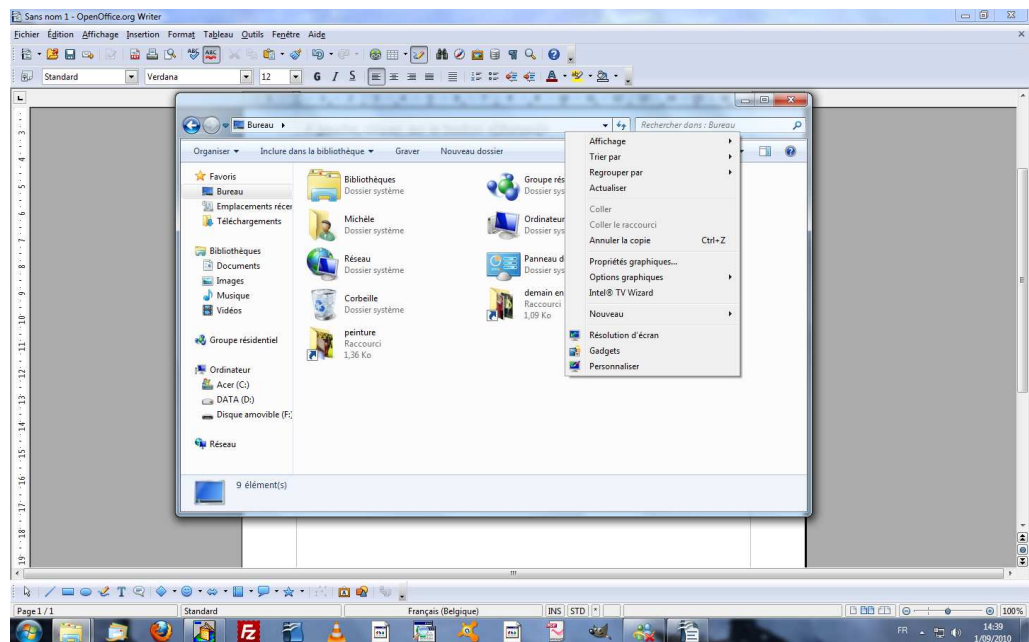 Sans nom 1 - OpenOffice.org Writer
Fichier Édition Affichage Insertion Format Tableau Outils Fenêtre Aide
Standard Verdana 12 G I S
Bureau
Rechercher dans : Bureau
Organiser Inclure dans la bibliothèque Graver Nouveau dossier
Favoris
Bureau
Emplacements récer
Téléchargements
Bibliothèques
Documents
Images
Musique
Vidéos
Groupe résidentiel
Ordinateur
Acer (C:)
DATA (D:)
Disque amovible (F:)
Réseau
Bibliothèques
Dossier système
Michèle
Dossier système
Réseau
Dossier système
Corbeille
Dossier système
peinture
Raccourci
1,36 Ko
Groupe rés
Dossier sys
Ordinateur
Dossier sys
Panneau d
Dossier sys
demain en
Raccourci
1,09 Ko
Affichage
Trier par
Regrouper par
Actualiser
Coller
Coller le raccourci
Annuler la copie Ctrl+Z
Propriétés graphiques...
Options graphiques
Intel® TV Wizard
Nouveau
Résolution d'écran
Gadgets
Personnaliser
9 élément(s)
Page 1 / 1 Standard Français (Belgique) INS STD * 100%
FR 14:39
1/09/2010